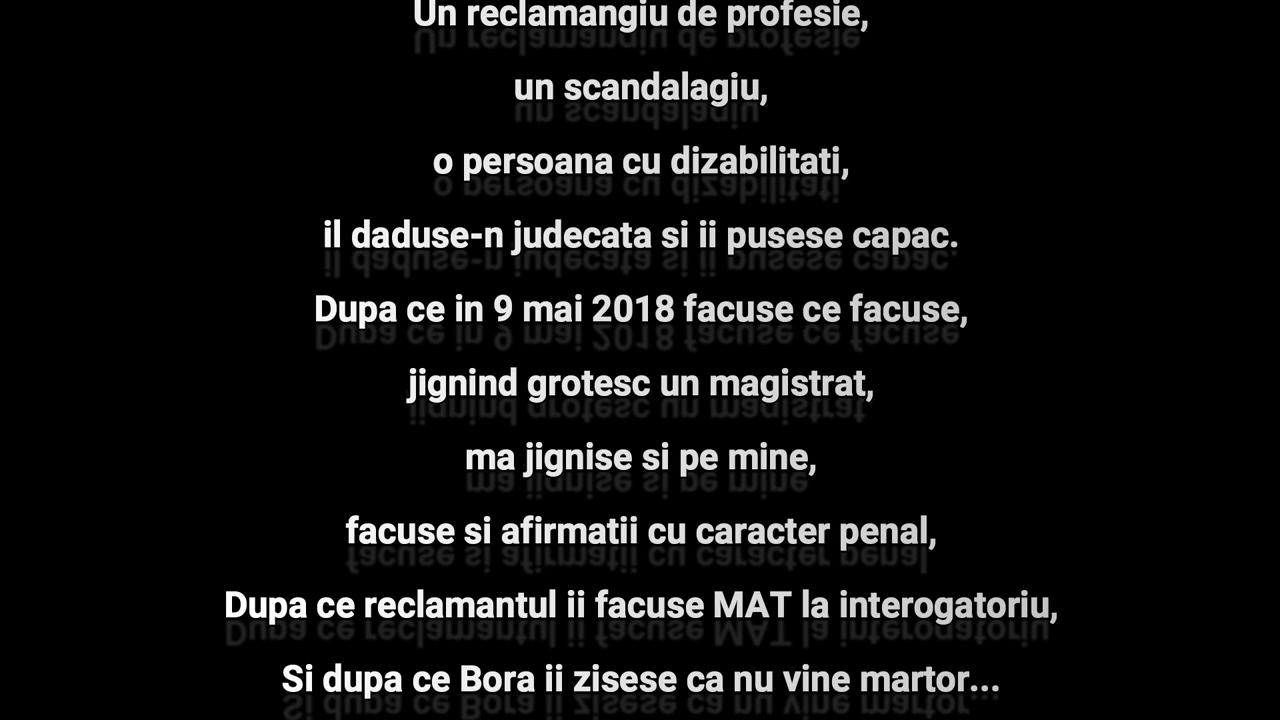 Un reclamangiu de profesie,
un scandalagiu,
o persoana cu dizabilitati,
il daduse-n judecata si ii pusese capac.
Dupa ce in 9 mai 2018 facuse ce facuse,
jignind grotesc un magistrat,
ma jignise si pe mine,
facuse si afirmatii cu caracter penal,
Dupa ce reclamantul ii facuse MAT la interogatoriu,
Si dupa ce Bora ii zisese ca nu vine martor...